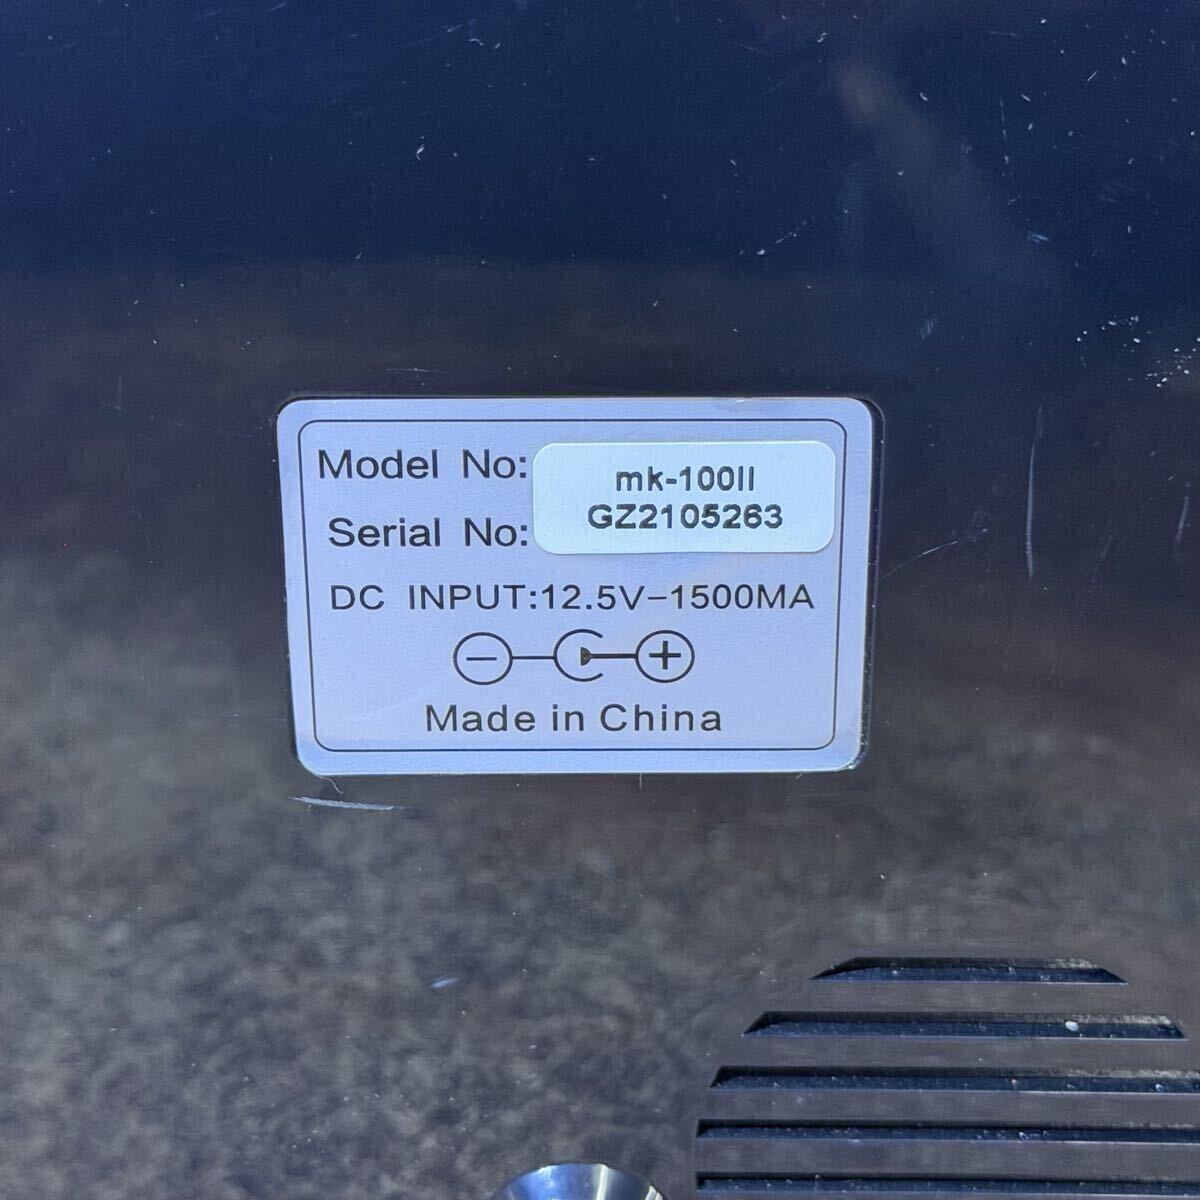 Model No: mk-100II
Serial No: GZ2105263
DC INPUT:12.5V-1500MA
Made in China